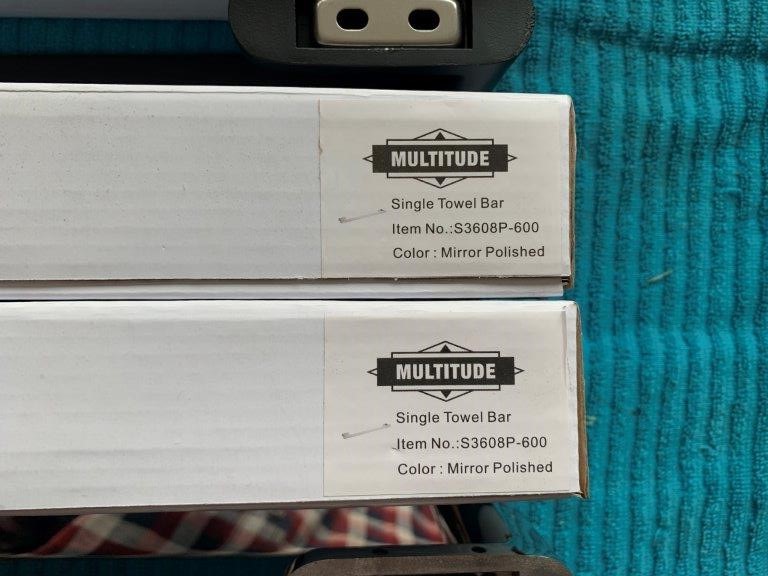 MULTITUDE
Single Towel Bar
Item No.:S3608P-600
Color : Mirror Polished
MULTITUDE
Single Towel Bar
Item No.:S3608P-600
Color : Mirror Polished